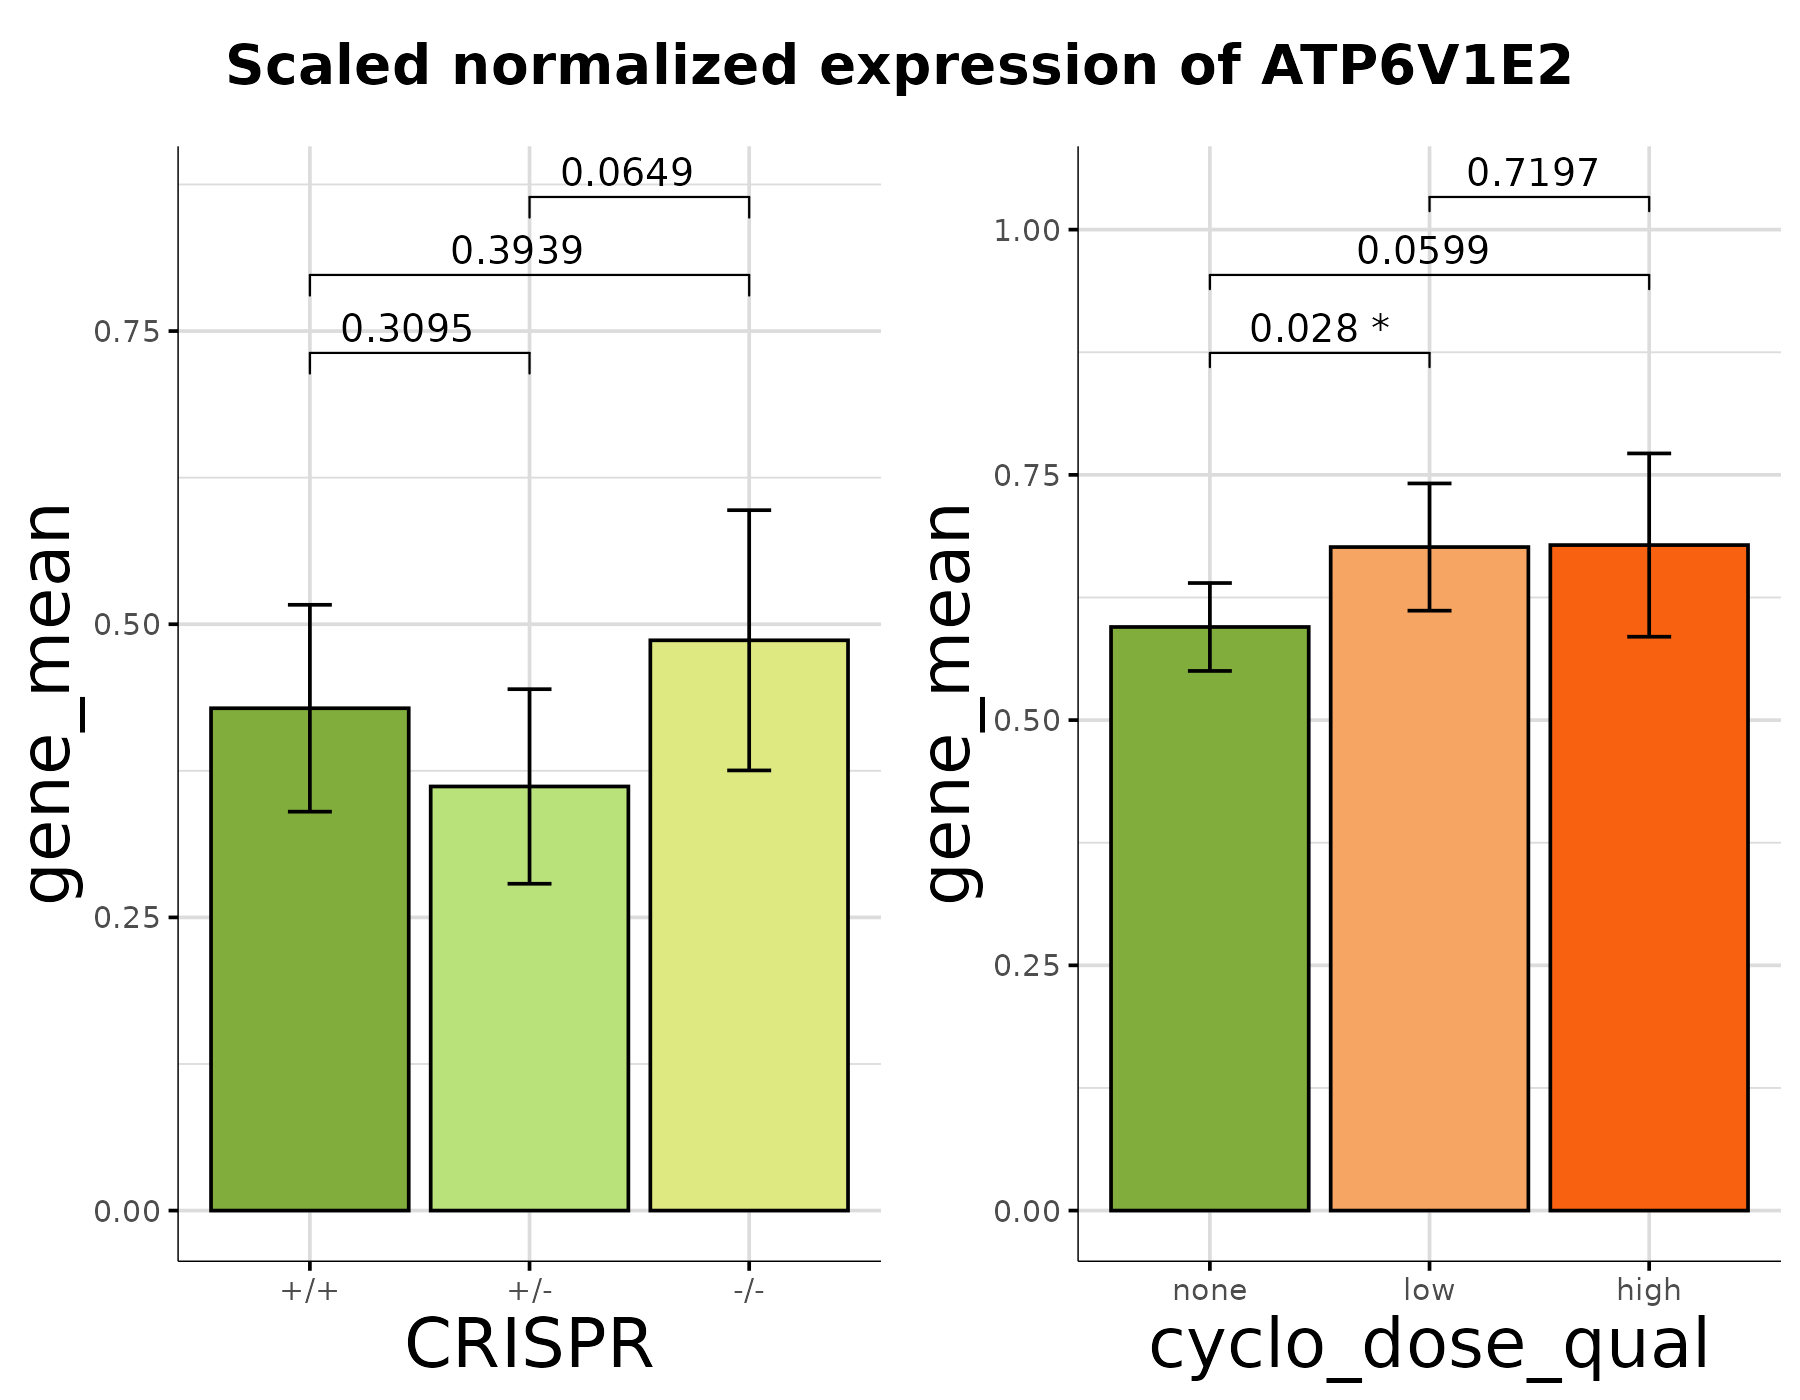 Scaled normalized expression of ATP6V1E2
gene_mean
0.75
0.50
0.25
0.00
0.0649
0.3939
0.3095
+/+
+/-
-/-
CRISPR
gene_mean
1.00
0.75
0.50
0.25
0.00
0.7197
0.0599
0.028 *
none
low
high
cyclo_dose_qual